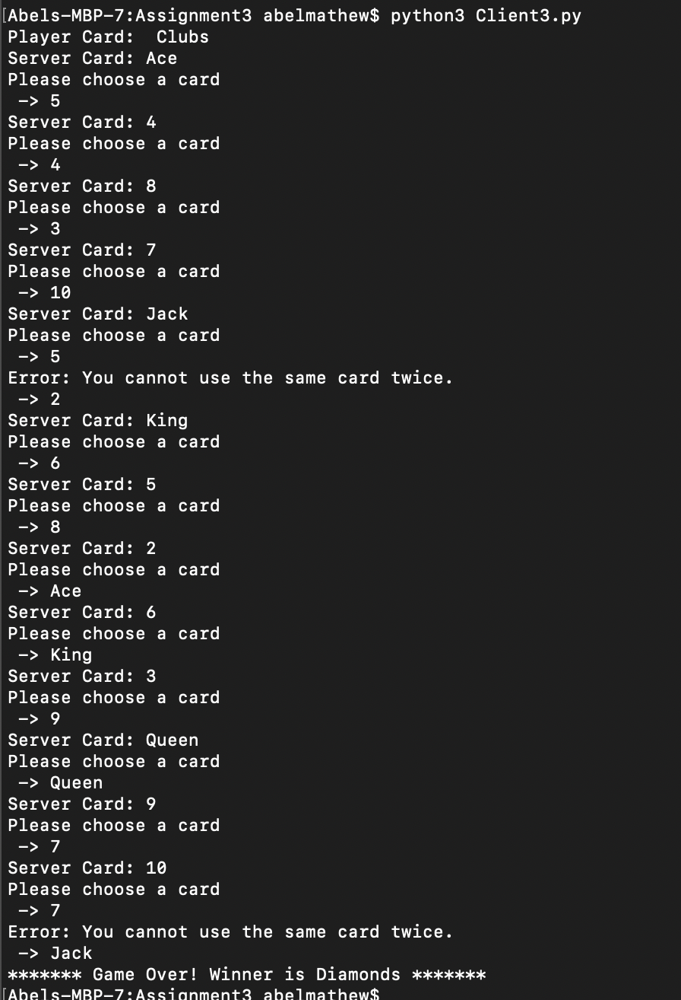 [Abels-MBP-7:Assignment3 abelmathew$ python3 Client3.py
Player Card:  Clubs
Server Card: Ace
Please choose a card
 -> 5
Server Card: 4
Please choose a card
 -> 4
Server Card: 8
Please choose a card
 -> 3
Server Card: 7
Please choose a card
 -> 10
Server Card: Jack
Please choose a card
 -> 5
Error: You cannot use the same card twice.
 -> 2
Server Card: King
Please choose a card
 -> 6
Server Card: 5
Please choose a card
 -> 8
Server Card: 2
Please choose a card
 -> Ace
Server Card: 6
Please choose a card
 -> King
Server Card: 3
Please choose a card
 -> 9
Server Card: Queen
Please choose a card
 -> Queen
Server Card: 9
Please choose a card
 -> 7
Server Card: 10
Please choose a card
 -> 7
Error: You cannot use the same card twice.
 -> Jack
******* Game Over! Winner is Diamonds *******
[Abels-MBP-7:Assignment3 abelmathew$